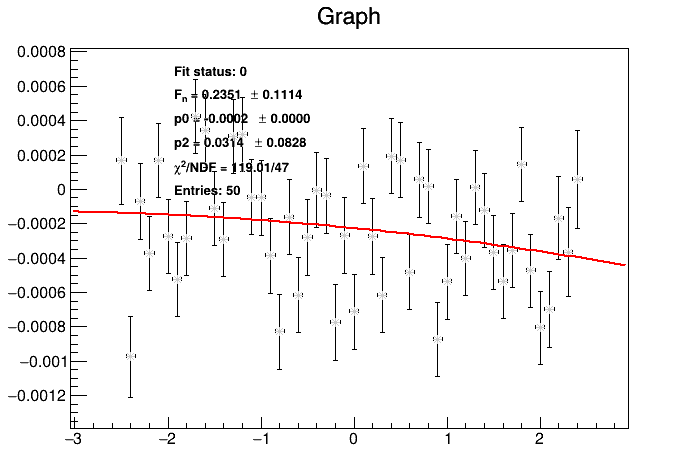 Graph
Fit status: 0
Fn = 0.2351 ± 0.1114
p0 = -0.0002 ± 0.0000
p2 = 0.0314 ± 0.0828
χ²/NDF = 119.01/47
Entries: 50
0.0008
0.0006
0.0004
0.0002
0
−0.0002
−0.0004
−0.0006
−0.0008
−0.001
−0.0012
−3 −2 −1 0 1 2